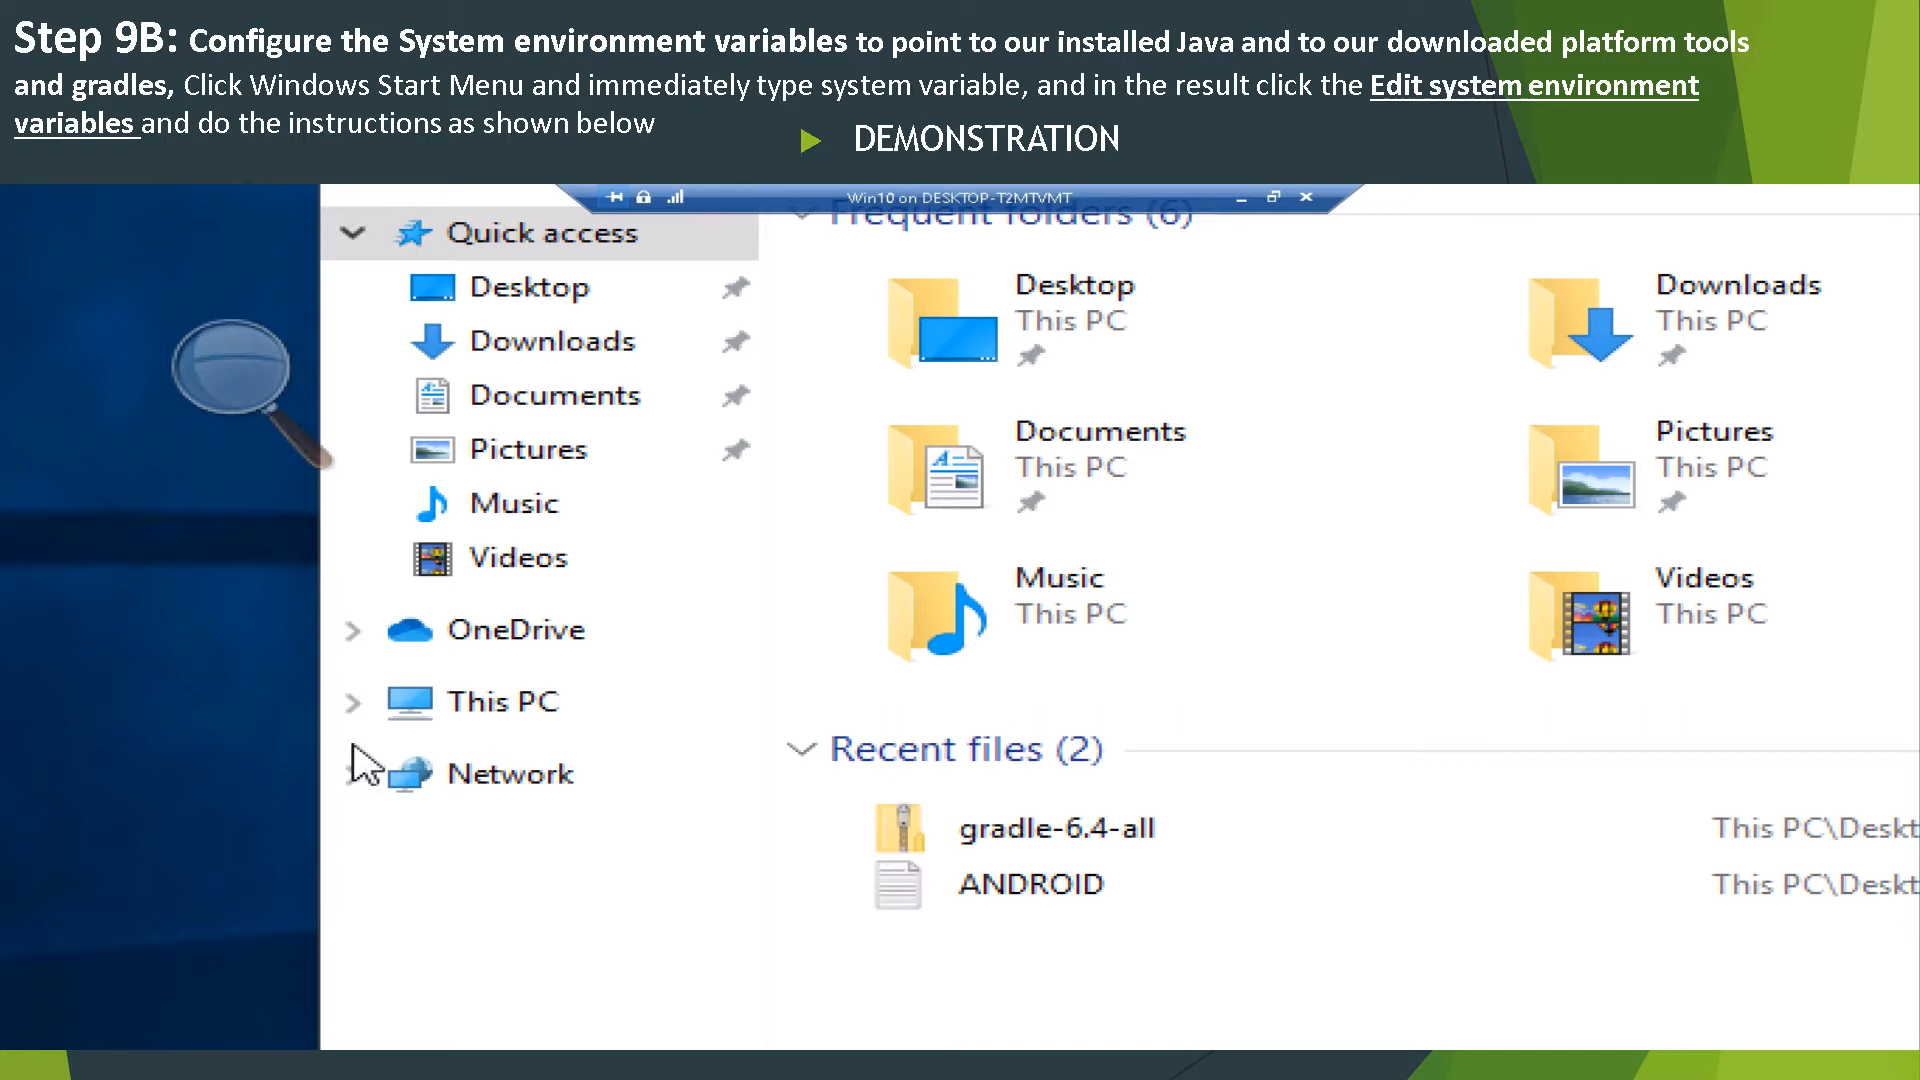 Step 9B: Configure the System environment variables to point to our installed Java and to our downloaded platform tools
and gradles, Click Windows Start Menu and immediately type system variable, and in the result click the Edit system environment
variables and do the instructions as shown below
DEMONSTRATION
Win10 on DESKTOP-T2MTVMT
Quick access
Desktop
Downloads
Documents
Pictures
Music
Videos
OneDrive
This PC
Network
Frequent folders (6)
Desktop
This PC
Downloads
This PC
Documents
This PC
Pictures
This PC
Music
This PC
Videos
This PC
Recent files (2)
gradle-6.4-all
This PC\Deskt
ANDROID
This PC\Deskt